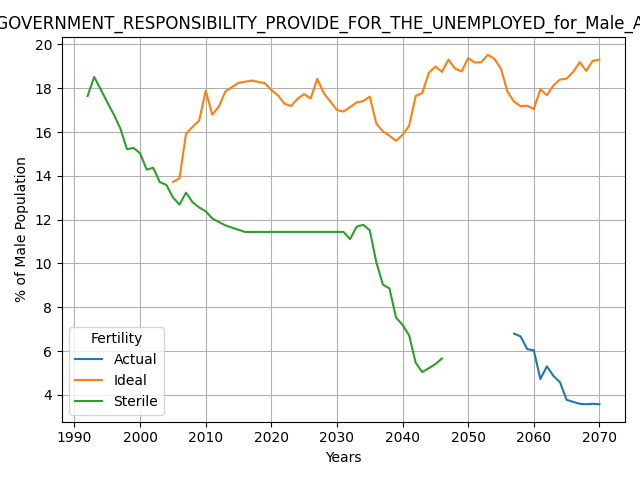 GOVERNMENT_RESPONSIBILITY_PROVIDE_FOR_THE_UNEMPLOYED_for_Male_A
20
18
16
14
12
10
8
6
4
% of Male Population
Fertility
Actual
Ideal
Sterile
1990 2000 2010 2020 2030 2040 2050 2060 2070
Years